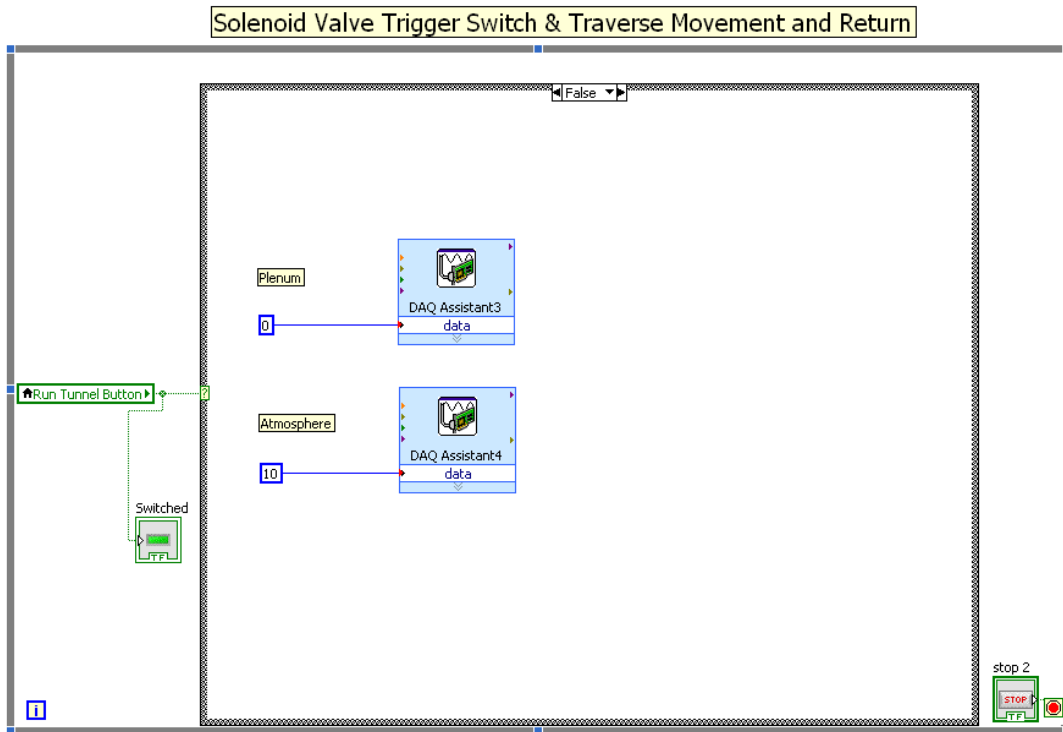 Solenoid Valve Trigger Switch & Traverse Movement and Return
False
Plenum
DAQ Assistant3
0
data
Run Tunnel Button
?
Atmosphere
DAQ Assistant4
10
data
Switched
TF
stop 2
STOP
TF
i